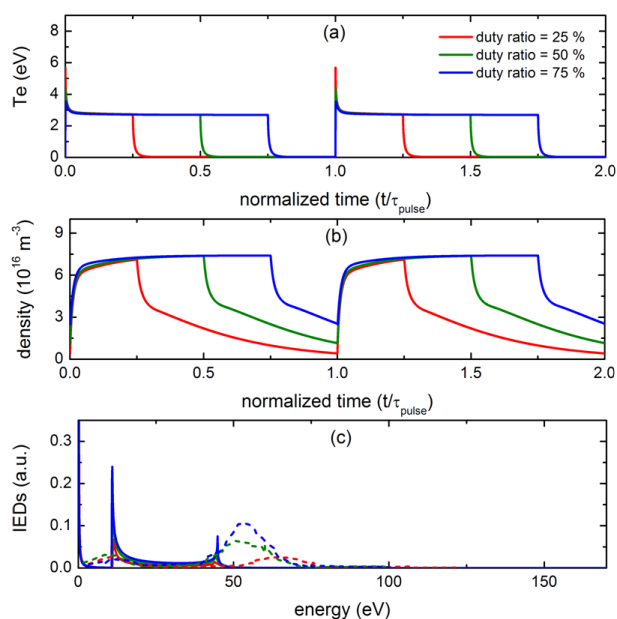 (a)
duty ratio = 25 %
duty ratio = 50 %
duty ratio = 75 %
Te (eV)
8
6
4
2
0
0.0 0.5 1.0 1.5 2.0
normalized time (t/τpulse)
(b)
density (10¹⁶ m⁻³)
9
6
3
0
0.0 0.5 1.0 1.5 2.0
normalized time (t/τpulse)
(c)
IEDs (a.u.)
0.3
0.2
0.1
0.0
0 50 100 150
energy (eV)